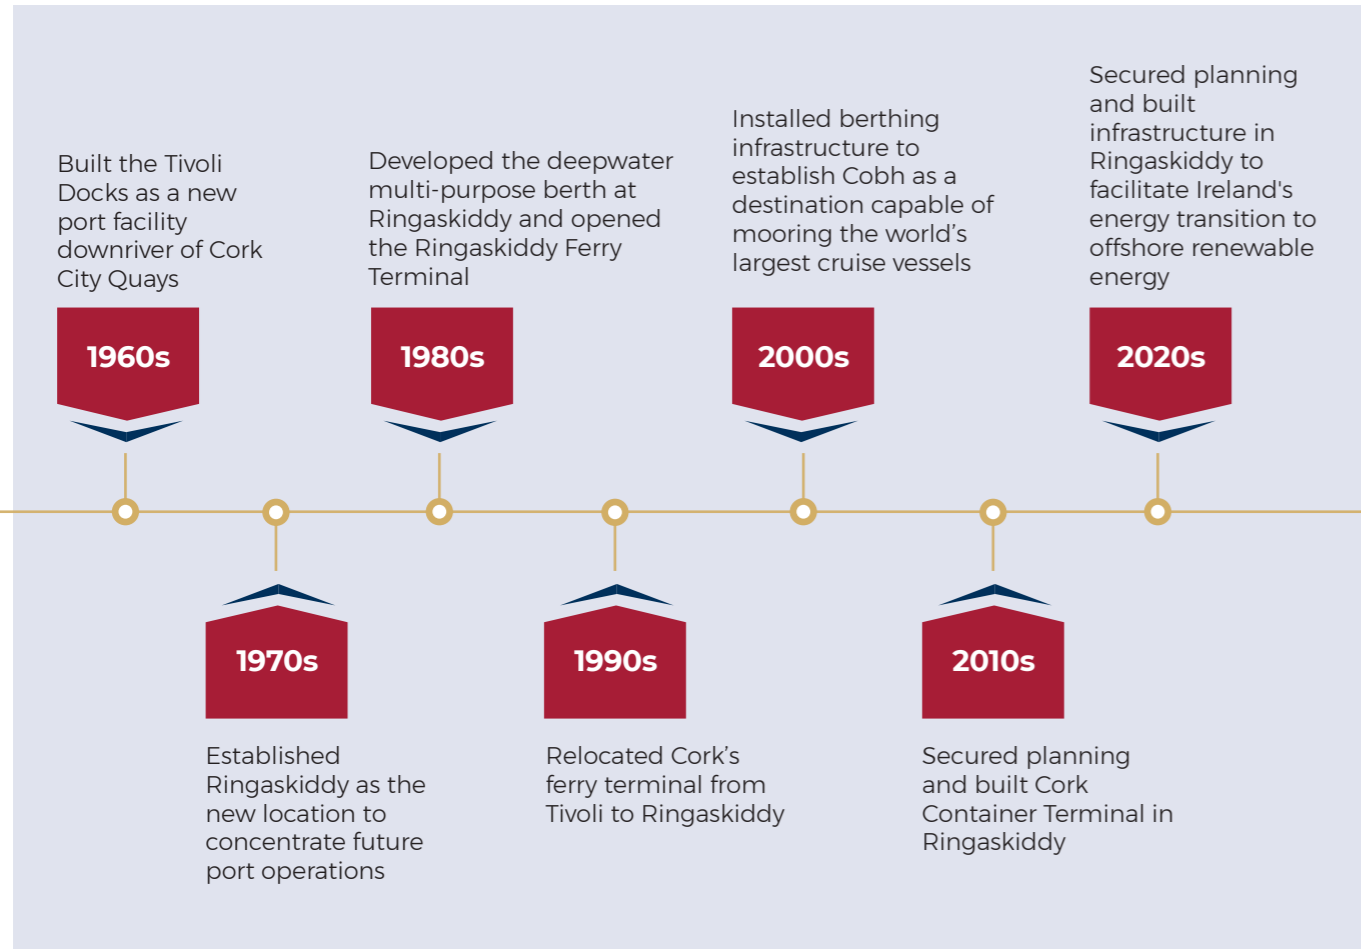 Built the Tivoli
Docks as a new
port facility
downriver of Cork
City Quays
1960s
Established
Ringaskiddy as the
new location to
concentrate future
port operations
1970s
Developed the deepwater
multi-purpose berth at
Ringaskiddy and opened
the Ringaskiddy Ferry
Terminal
1980s
Relocated Cork’s
ferry terminal from
Tivoli to Ringaskiddy
1990s
Installed berthing
infrastructure to
establish Cobh as a
destination capable of
mooring the world’s
largest cruise vessels
2000s
Secured planning
and built Cork
Container Terminal in
Ringaskiddy
2010s
Secured planning
and built
infrastructure in
Ringaskiddy to
facilitate Ireland's
energy transition to
offshore renewable
energy
2020s